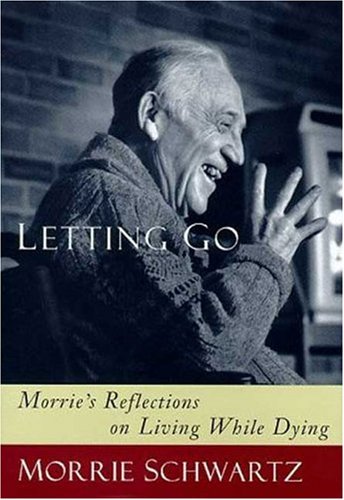 LETTING GO
Morrie's Reflections
on Living While Dying
MORRIE SCHWARTZ